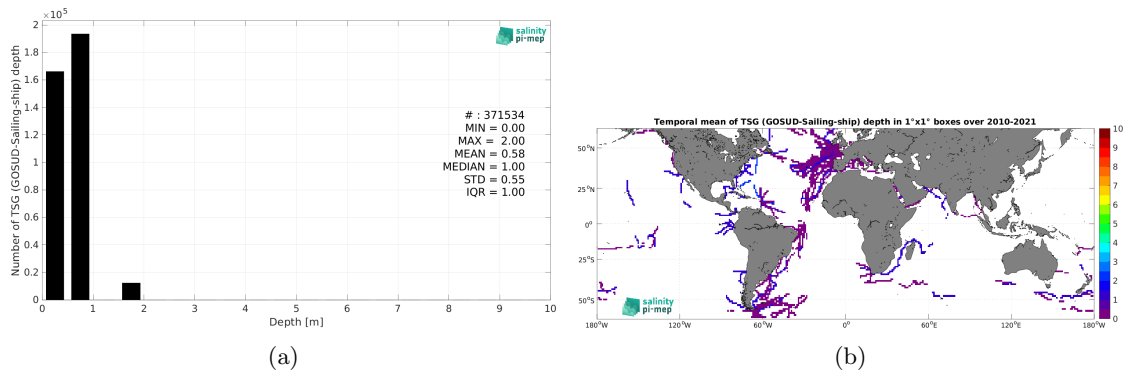 ×10⁵
2
1.8
1.6
1.4
1.2
1
0.8
0.6
0.4
0.2
0
Number of TSG (GOSUD-Sailing-ship) depth
salinity
pi-mep
# : 371534
MIN = 0.00
MAX = 2.00
MEAN = 0.58
MEDIAN = 1.00
STD = 0.55
IQR = 1.00
0 1 2 3 4 5 6 7 8 9 10
Depth [m]
(a)
Temporal mean of TSG (GOSUD-Sailing-ship) depth in 1°x1° boxes over 2010-2021
50°N
25°N
0°
25°S
50°S
salinity
pi-mep
180°W 120°W 60°W 0° 60°E 120°E 180°W
10
9
8
7
6
5
4
3
2
1
0
(b)